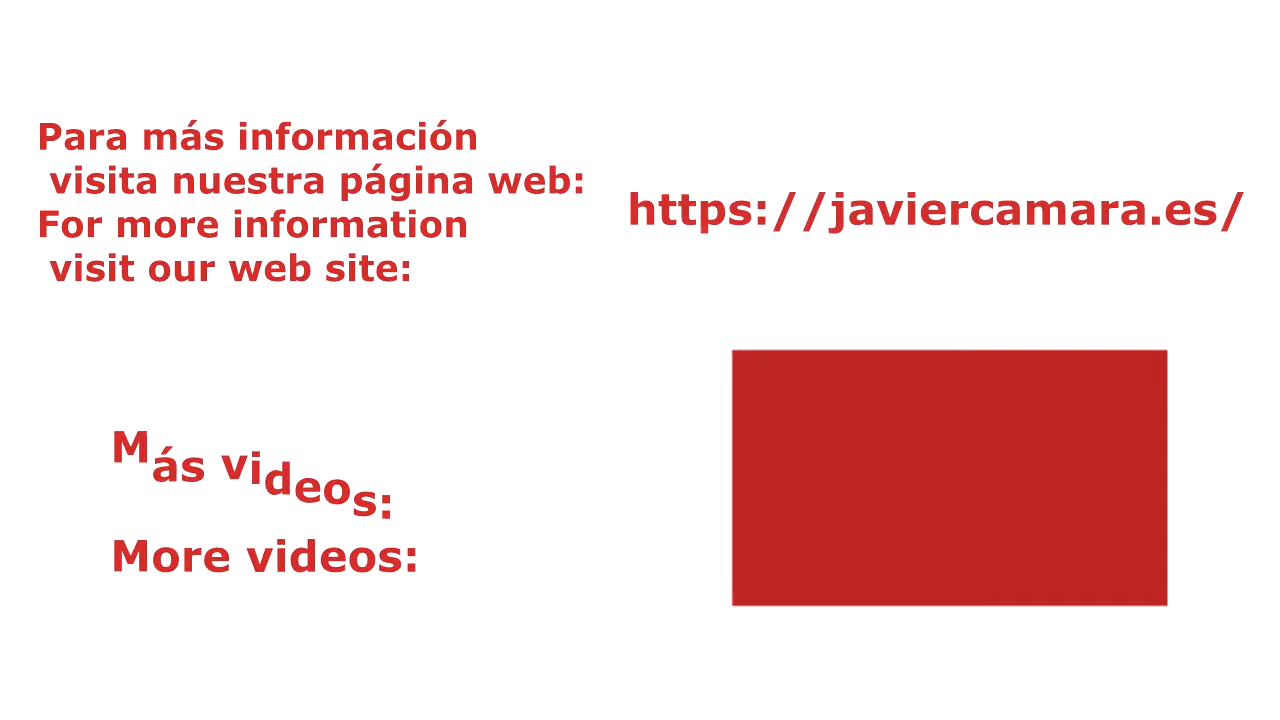 Para más información
visita nuestra página web:
For more information
visit our web site:
https://javiercamara.es/
Más videos:
More videos: